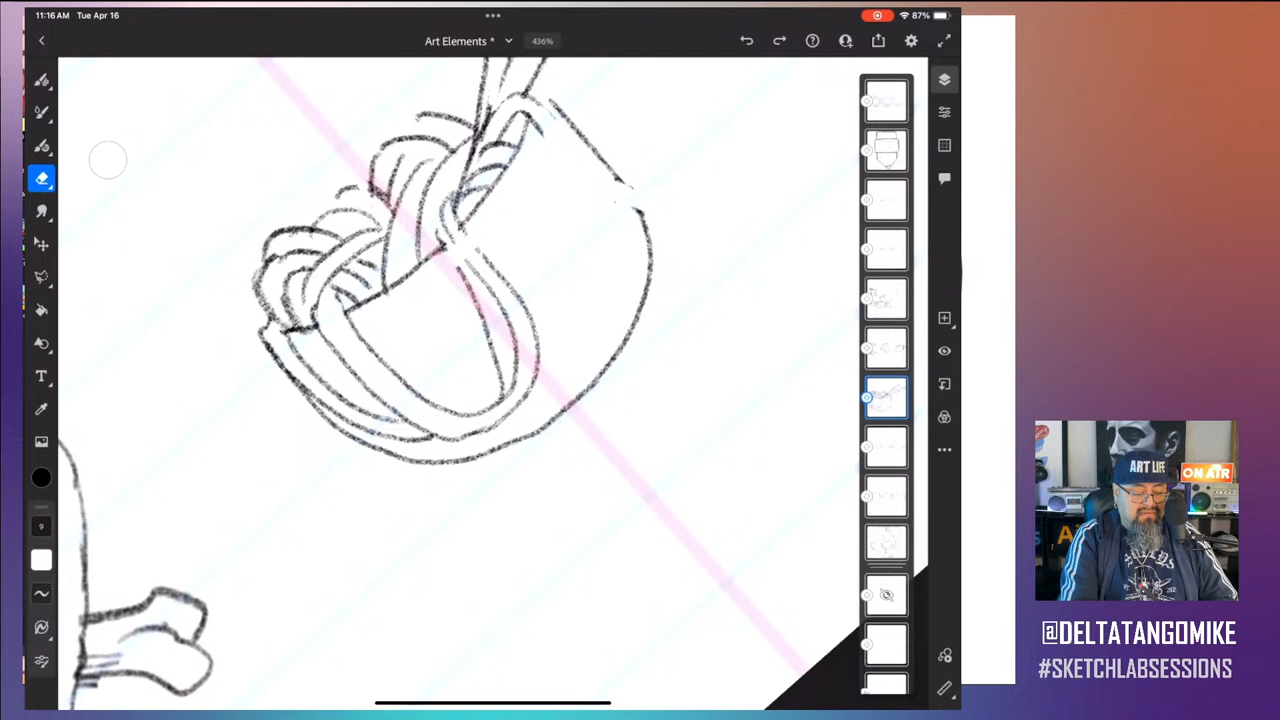 11:16 AM Tue Apr 16
87%
Art Elements *
436%
T
9
ART LIFE
ON AIR
@DELTATANGOMIKE
#SKETCHLABSESSIONS